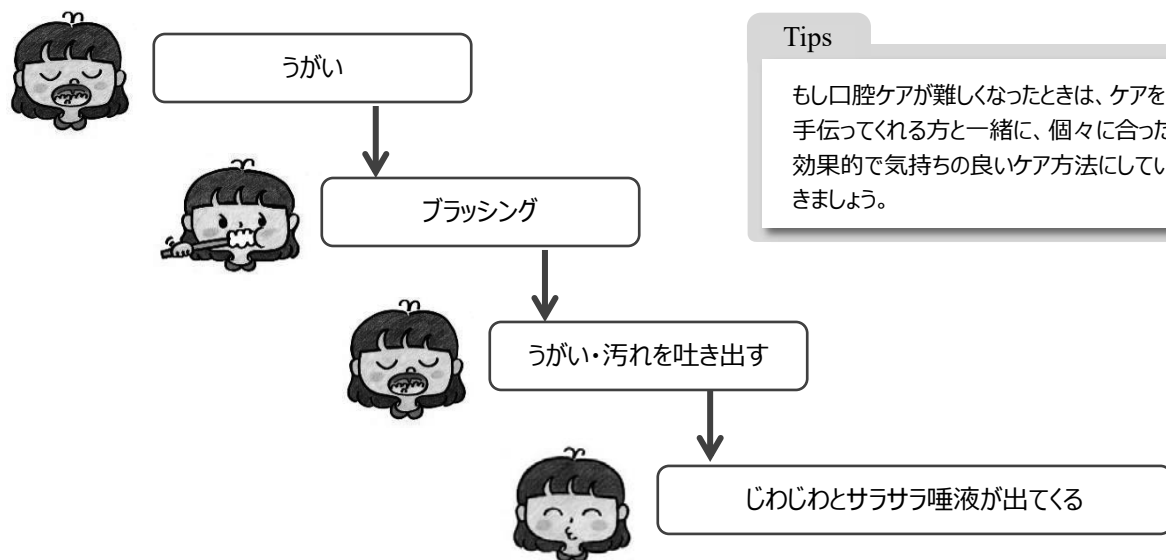 うがい
ブラッシング
うがい・汚れを吐き出す
じわじわとサラサラ唾液が出てくる
Tips
もし口腔ケアが難しくなったときは、ケアを
手伝ってくれる方と一緒に、個々に合った
効果的で気持ちの良いケア方法にしてい
きましょう。